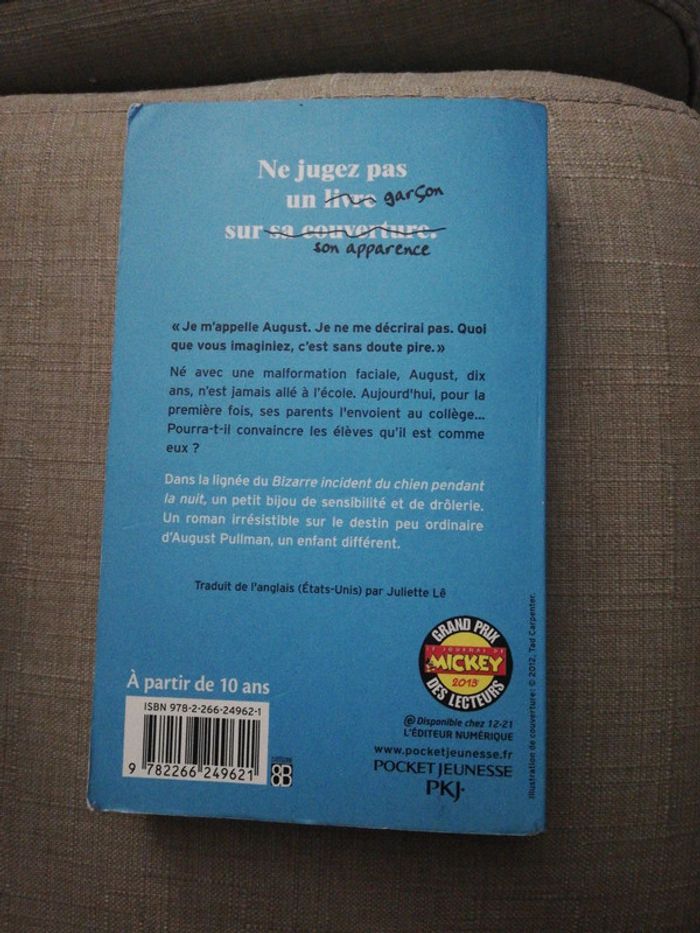 Ne jugez pas
un livre garçon
sur sa couverture.
son apparence
« Je m'appelle August. Je ne me décrirai pas. Quoi
que vous imaginiez, c'est sans doute pire. »
Né avec une malformation faciale, August, dix
ans, n'est jamais allé à l'école. Aujourd'hui, pour la
première fois, ses parents l'envoient au collège...
Pourra-t-il convaincre les élèves qu'il est comme
eux ?
Dans la lignée du Bizarre incident du chien pendant
la nuit, un petit bijou de sensibilité et de drôlerie.
Un roman irrésistible sur le destin peu ordinaire
d'August Pullman, un enfant différent.
Traduit de l'anglais (États-Unis) par Juliette Lê
GRAND PRIX
LE JOURNAL DE
MICKEY
2013
DES LECTEURS
À partir de 10 ans
ISBN 978-2-266-24962-1
9 782266 249621
@ Disponible chez 12-21
L'ÉDITEUR NUMÉRIQUE
www.pocketjeunesse.fr
POCKET JEUNESSE
PKJ.
Illustration de couverture: © 2012, Tad Carpenter.